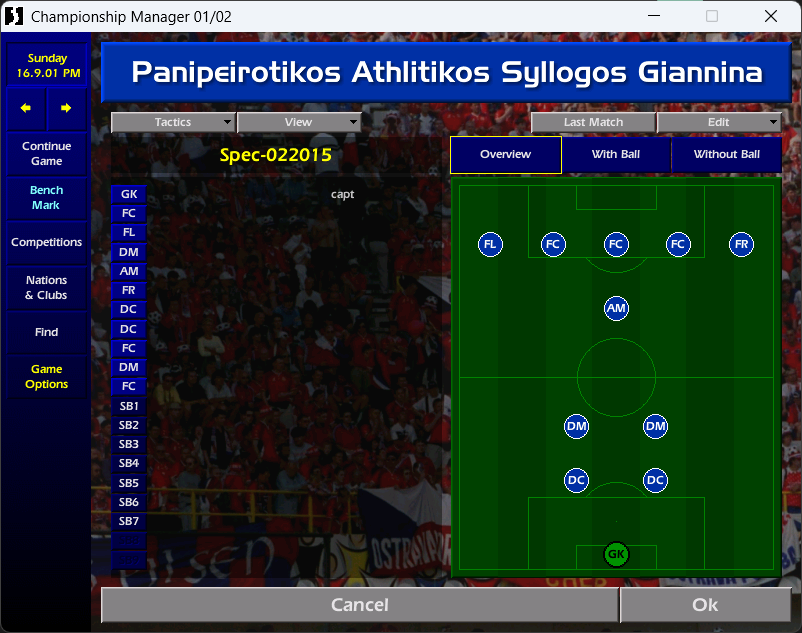 Championship Manager 01/02
Sunday
16.9.01 PM
Panipeirotikos Athlitikos Syllogos Giannina
Continue
Game
Bench
Mark
Competitions
Nations
& Clubs
Find
Game
Options
Tactics View Last Match Edit
Spec-022015
Overview With Ball Without Ball
GK capt
FC
FL
DM
AM
FR
DC
DC
FC
DM
FC
SB1
SB2
SB3
SB4
SB5
SB6
SB7
FL FC FC FC FR
AM
DM DM
DC DC
GK
OSTRAVA
Cancel Ok